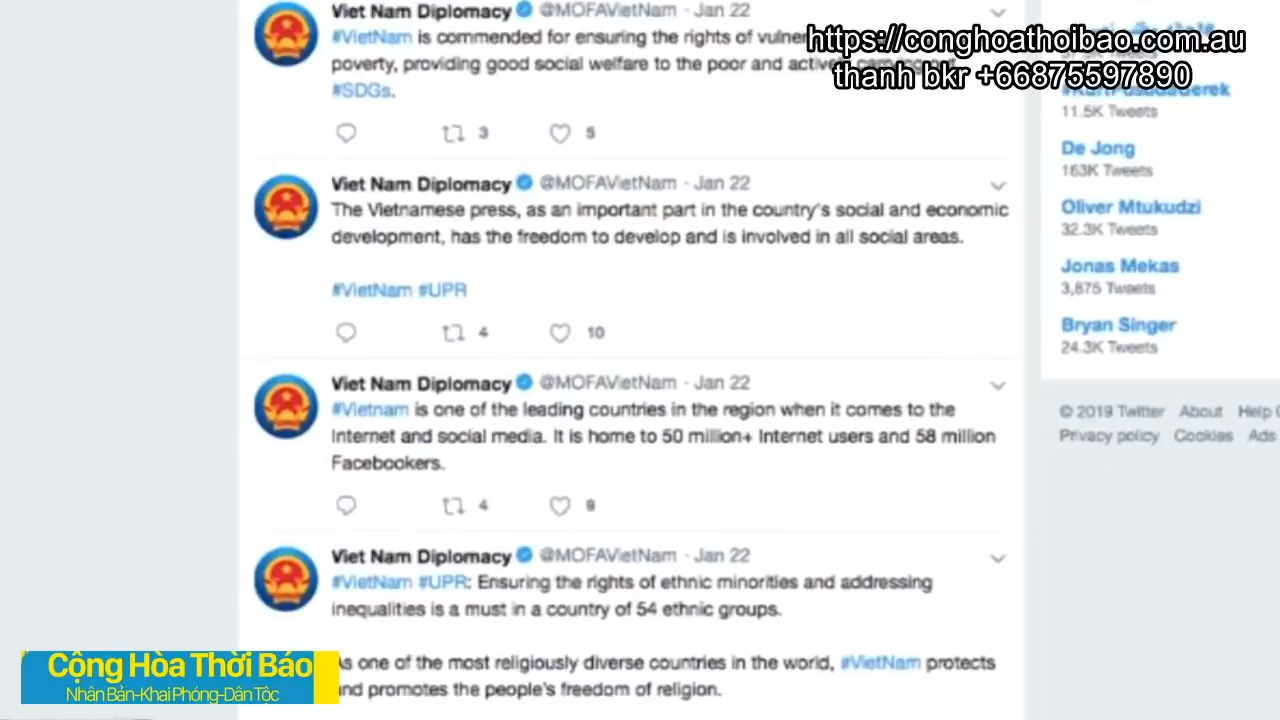 Viet Nam Diplomacy @MOFAVietNam · Jan 22
#VietNam is commended for ensuring the rights of
poverty, providing good social welfare to the poor and
#SDGs.
3 5
Viet Nam Diplomacy @MOFAVietNam · Jan 22
The Vietnamese press, as an important part in the country's social and economic
development, has the freedom to develop and is involved in all social areas.
#VietNam #UPR
4 10
Viet Nam Diplomacy @MOFAVietNam · Jan 22
#Vietnam is one of the leading countries in the region when it comes to the
Internet and social media. It is home to 50 million+ Internet users and 58 million
Facebookers.
4 9
Viet Nam Diplomacy @MOFAVietNam · Jan 22
#VietNam #UPR: Ensuring the rights of ethnic minorities and addressing
inequalities is a must in a country of 54 ethnic groups.
As one of the most religiously diverse countries in the world, #VietNam protects
and promotes the people's freedom of religion.
https://conghoathoibao.com.au
thanh bkr +66875597890
11.5K Tweets
De Jong
163K Tweets
Oliver Mtukudzi
32.3K Tweets
Jonas Mekas
3,875 Tweets
Bryan Singer
24.3K Tweets
© 2019 Twitter About Help
Privacy policy Cookies Ads
Cộng Hòa Thời Báo
Nhân Bản-Khai Phóng-Dân Tộc